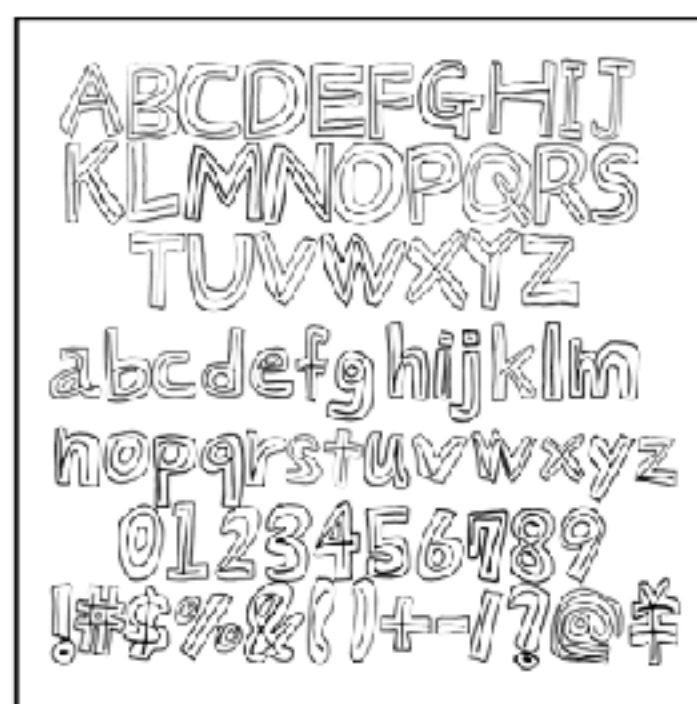 ABCDEFGHIJ
KLMNOPQRS
TUVWXYZ
abcdefghijklm
nopqrstuvwxyz
0123456789
!#$%&()+-/?@¥